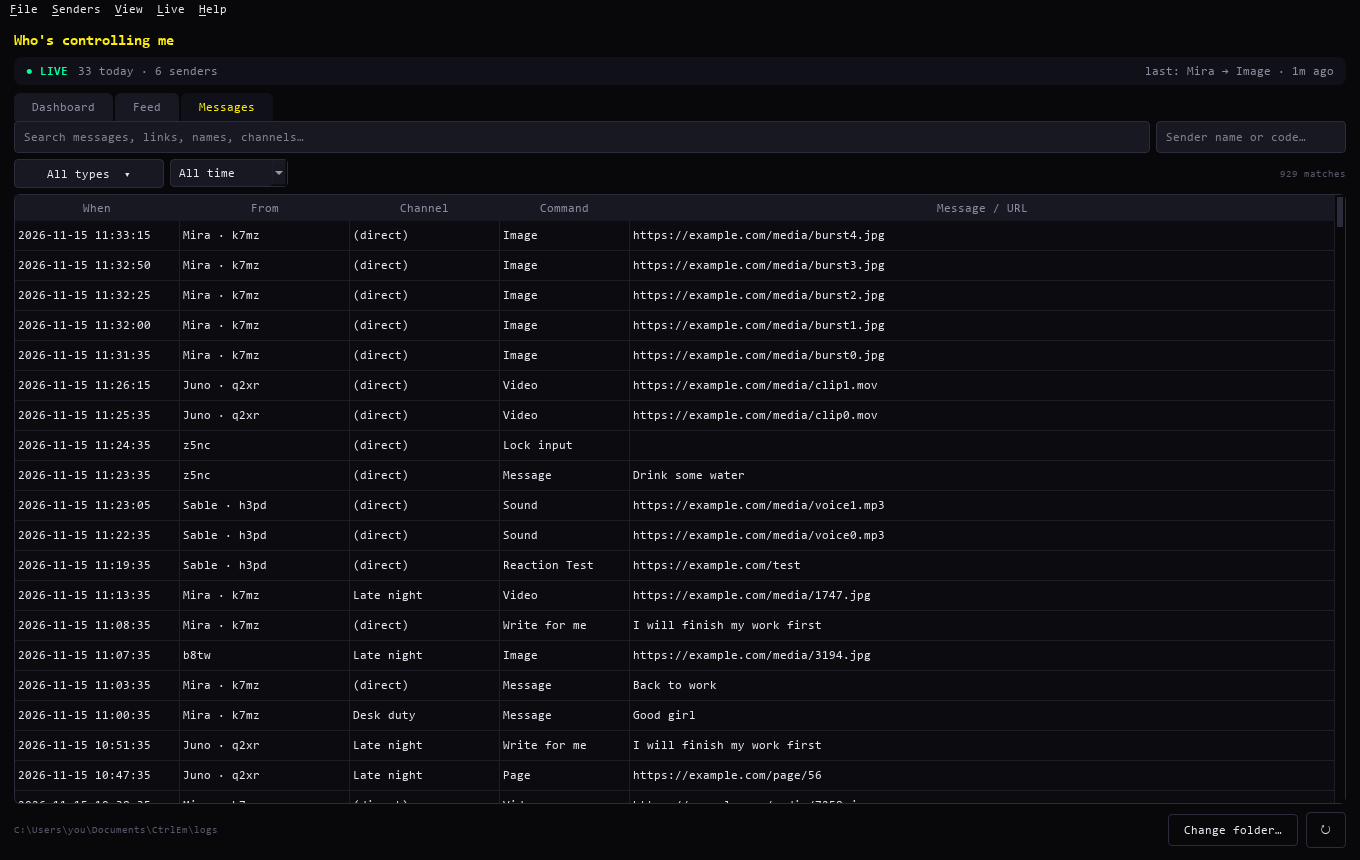 File Senders View Live Help
Who's controlling me
● LIVE 33 today · 6 senders last: Mira → Image · 1m ago
Dashboard Feed Messages
Search messages, links, names, channels… Sender name or code…
All types ▾ All time 929 matches
When From Channel Command Message / URL
2026-11-15 11:33:15 Mira · k7mz (direct) Image https://example.com/media/burst4.jpg
2026-11-15 11:32:50 Mira · k7mz (direct) Image https://example.com/media/burst3.jpg
2026-11-15 11:32:25 Mira · k7mz (direct) Image https://example.com/media/burst2.jpg
2026-11-15 11:32:00 Mira · k7mz (direct) Image https://example.com/media/burst1.jpg
2026-11-15 11:31:35 Mira · k7mz (direct) Image https://example.com/media/burst0.jpg
2026-11-15 11:26:15 Juno · q2xr (direct) Video https://example.com/media/clip1.mov
2026-11-15 11:25:35 Juno · q2xr (direct) Video https://example.com/media/clip0.mov
2026-11-15 11:24:35 z5nc (direct) Lock input
2026-11-15 11:23:35 z5nc (direct) Message Drink some water
2026-11-15 11:23:05 Sable · h3pd (direct) Sound https://example.com/media/voice1.mp3
2026-11-15 11:22:35 Sable · h3pd (direct) Sound https://example.com/media/voice0.mp3
2026-11-15 11:19:35 Sable · h3pd (direct) Reaction Test https://example.com/test
2026-11-15 11:13:35 Mira · k7mz Late night Video https://example.com/media/1747.jpg
2026-11-15 11:08:35 Mira · k7mz (direct) Write for me I will finish my work first
2026-11-15 11:07:35 b8tw Late night Image https://example.com/media/3194.jpg
2026-11-15 11:03:35 Mira · k7mz (direct) Message Back to work
2026-11-15 11:00:35 Mira · k7mz Desk duty Message Good girl
2026-11-15 10:51:35 Juno · q2xr Late night Write for me I will finish my work first
2026-11-15 10:47:35 Juno · q2xr Late night Page https://example.com/page/56
C:\Users\you\Documents\CtrlEm\logs Change folder… ↻